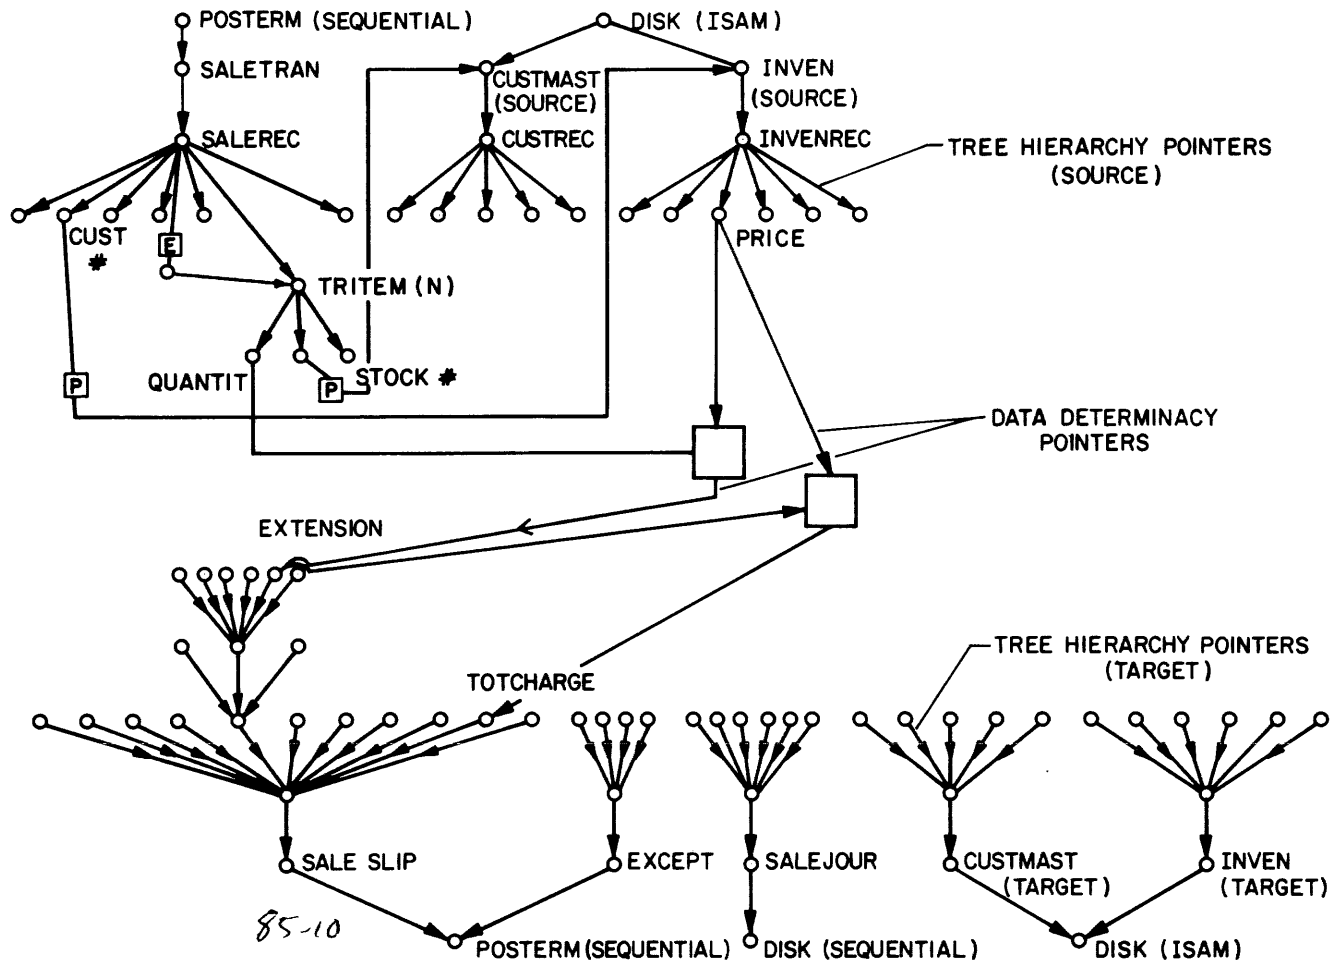 POSTERM (SEQUENTIAL)
DISK (ISAM)
SALETRAN
CUSTMAST
(SOURCE)
INVEN
(SOURCE)
SALEREC
CUSTREC
INVENREC
TREE HIERARCHY POINTERS
(SOURCE)
CUST
#
E
PRICE
TRITEM (N)
QUANTIT
P
STOCK #
P
DATA DETERMINACY
POINTERS
EXTENSION
TREE HIERARCHY POINTERS
(TARGET)
TOTCHARGE
SALE SLIP
EXCEPT
SALEJOUR
CUSTMAST
(TARGET)
INVEN
(TARGET)
85-10
POSTERM (SEQUENTIAL)
DISK (SEQUENTIAL)
DISK (ISAM)